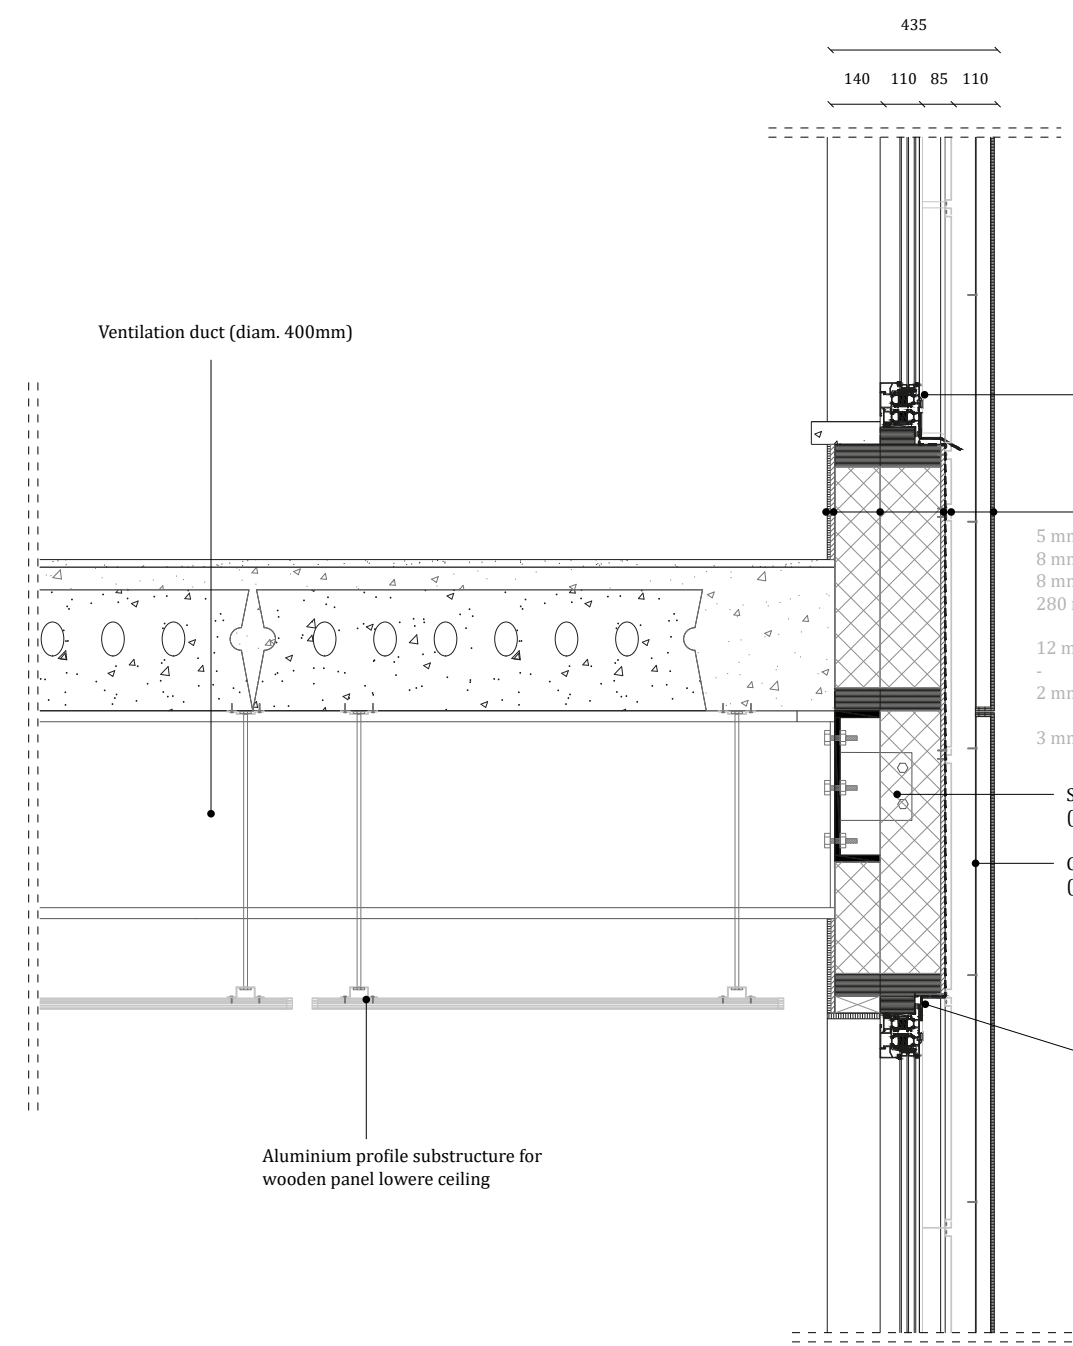 435
140 110 85 110
Ventilation duct (diam. 400mm)
5 mm
8 mm
8 mm
280
12 m
-
2 mm
3 mm
S
(
(
Aluminium profile substructure for
wooden panel lowere ceiling